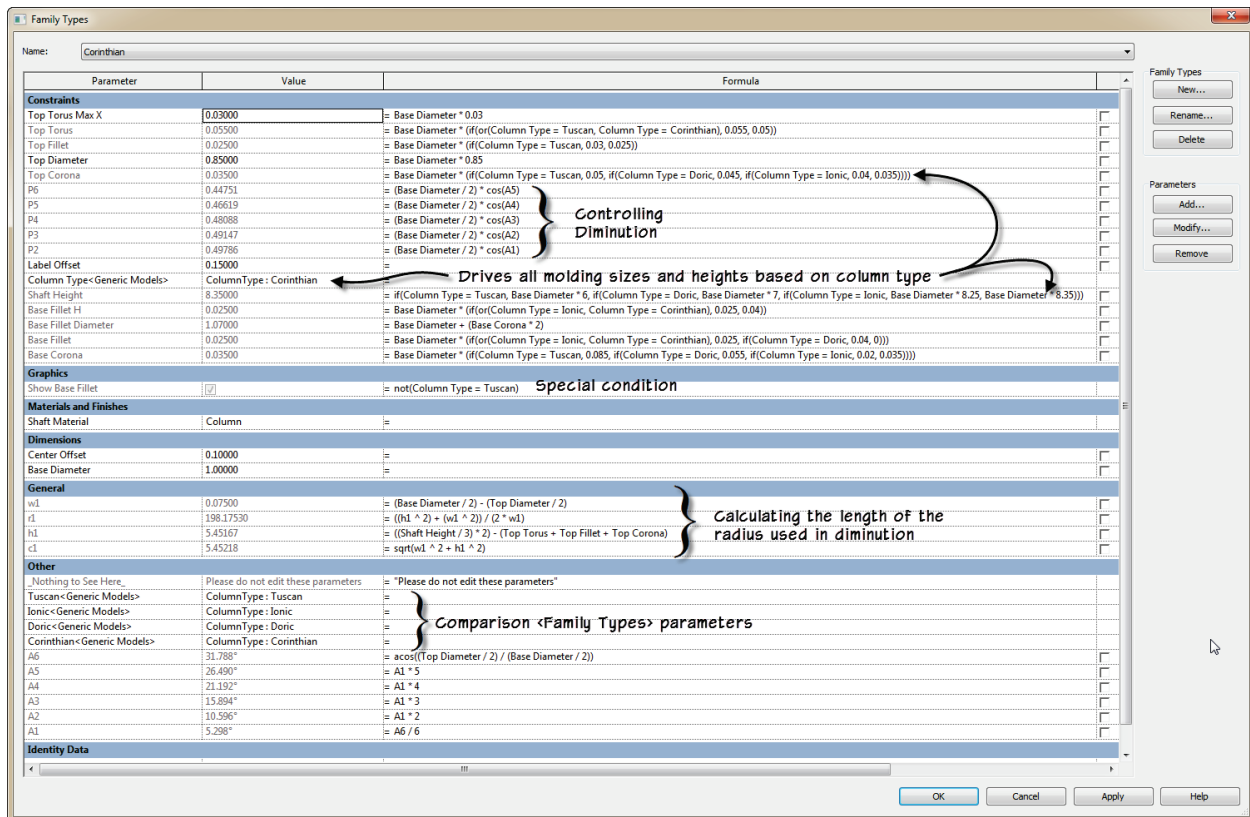 Family Types
Name: Corinthian
Parameter Value Formula
Constraints
Top Torus Max X 0.03000 = Base Diameter * 0.03
Top Torus 0.05500 = Base Diameter * (if(or(Column Type = Tuscan, Column Type = Corinthian), 0.055, 0.05))
Top Fillet 0.02500 = Base Diameter * (if(Column Type = Tuscan, 0.03, 0.025))
Top Diameter 0.85000 = Base Diameter * 0.85
Top Corona 0.03500 = Base Diameter * (if(Column Type = Tuscan, 0.05, if(Column Type = Doric, 0.045, if(Column Type = Ionic, 0.04, 0.035))))
P6 0.44751 = (Base Diameter / 2) * cos(A5)
P5 0.46619 = (Base Diameter / 2) * cos(A4)
P4 0.48088 = (Base Diameter / 2) * cos(A3)
P3 0.49147 = (Base Diameter / 2) * cos(A2)
P2 0.49786 = (Base Diameter / 2) * cos(A1)
Controlling
Diminution
Label Offset 0.15000 =
Column Type<Generic Models> ColumnType : Corinthian =
Drives all molding sizes and heights based on column type
Shaft Height 8.35000 = if(Column Type = Tuscan, Base Diameter * 6, if(Column Type = Doric, Base Diameter * 7, if(Column Type = Ionic, Base Diameter * 8.25, Base Diameter * 8.35)))
Base Fillet H 0.02500 = Base Diameter * (if(or(Column Type = Ionic, Column Type = Corinthian), 0.025, 0.04))
Base Fillet Diameter 1.07000 = Base Diameter + (Base Corona * 2)
Base Fillet 0.02500 = Base Diameter * (if(or(Column Type = Ionic, Column Type = Corinthian), 0.025, if(Column Type = Doric, 0.04, 0)))
Base Corona 0.03500 = Base Diameter * (if(Column Type = Tuscan, 0.085, if(Column Type = Doric, 0.055, if(Column Type = Ionic, 0.02, 0.035))))
Graphics
Show Base Fillet = not(Column Type = Tuscan) Special condition
Materials and Finishes
Shaft Material Column =
Dimensions
Center Offset 0.10000 =
Base Diameter 1.00000 =
General
w1 0.07500 = (Base Diameter / 2) - (Top Diameter / 2)
r1 198.17530 = ((h1 ^ 2) + (w1 ^ 2)) / (2 * w1)
h1 5.45167 = ((Shaft Height / 3) * 2) - (Top Torus + Top Fillet + Top Corona)
c1 5.45218 = sqrt(w1 ^ 2 + h1 ^ 2)
Calculating the length of the
radius used in diminution
Other
_Nothing to See Here_ Please do not edit these parameters = "Please do not edit these parameters"
Tuscan<Generic Models> ColumnType : Tuscan =
Ionic<Generic Models> ColumnType : Ionic =
Doric<Generic Models> ColumnType : Doric =
Corinthian<Generic Models> ColumnType : Corinthian =
Comparison <Family Types> parameters
A6 31.788° = acos((Top Diameter / 2) / (Base Diameter / 2))
A5 26.490° = A1 * 5
A4 21.192° = A1 * 4
A3 15.894° = A1 * 3
A2 10.596° = A1 * 2
A1 5.298° = A6 / 6
Identity Data
Family Types
New...
Rename...
Delete
Parameters
Add...
Modify...
Remove
OK Cancel Apply Help